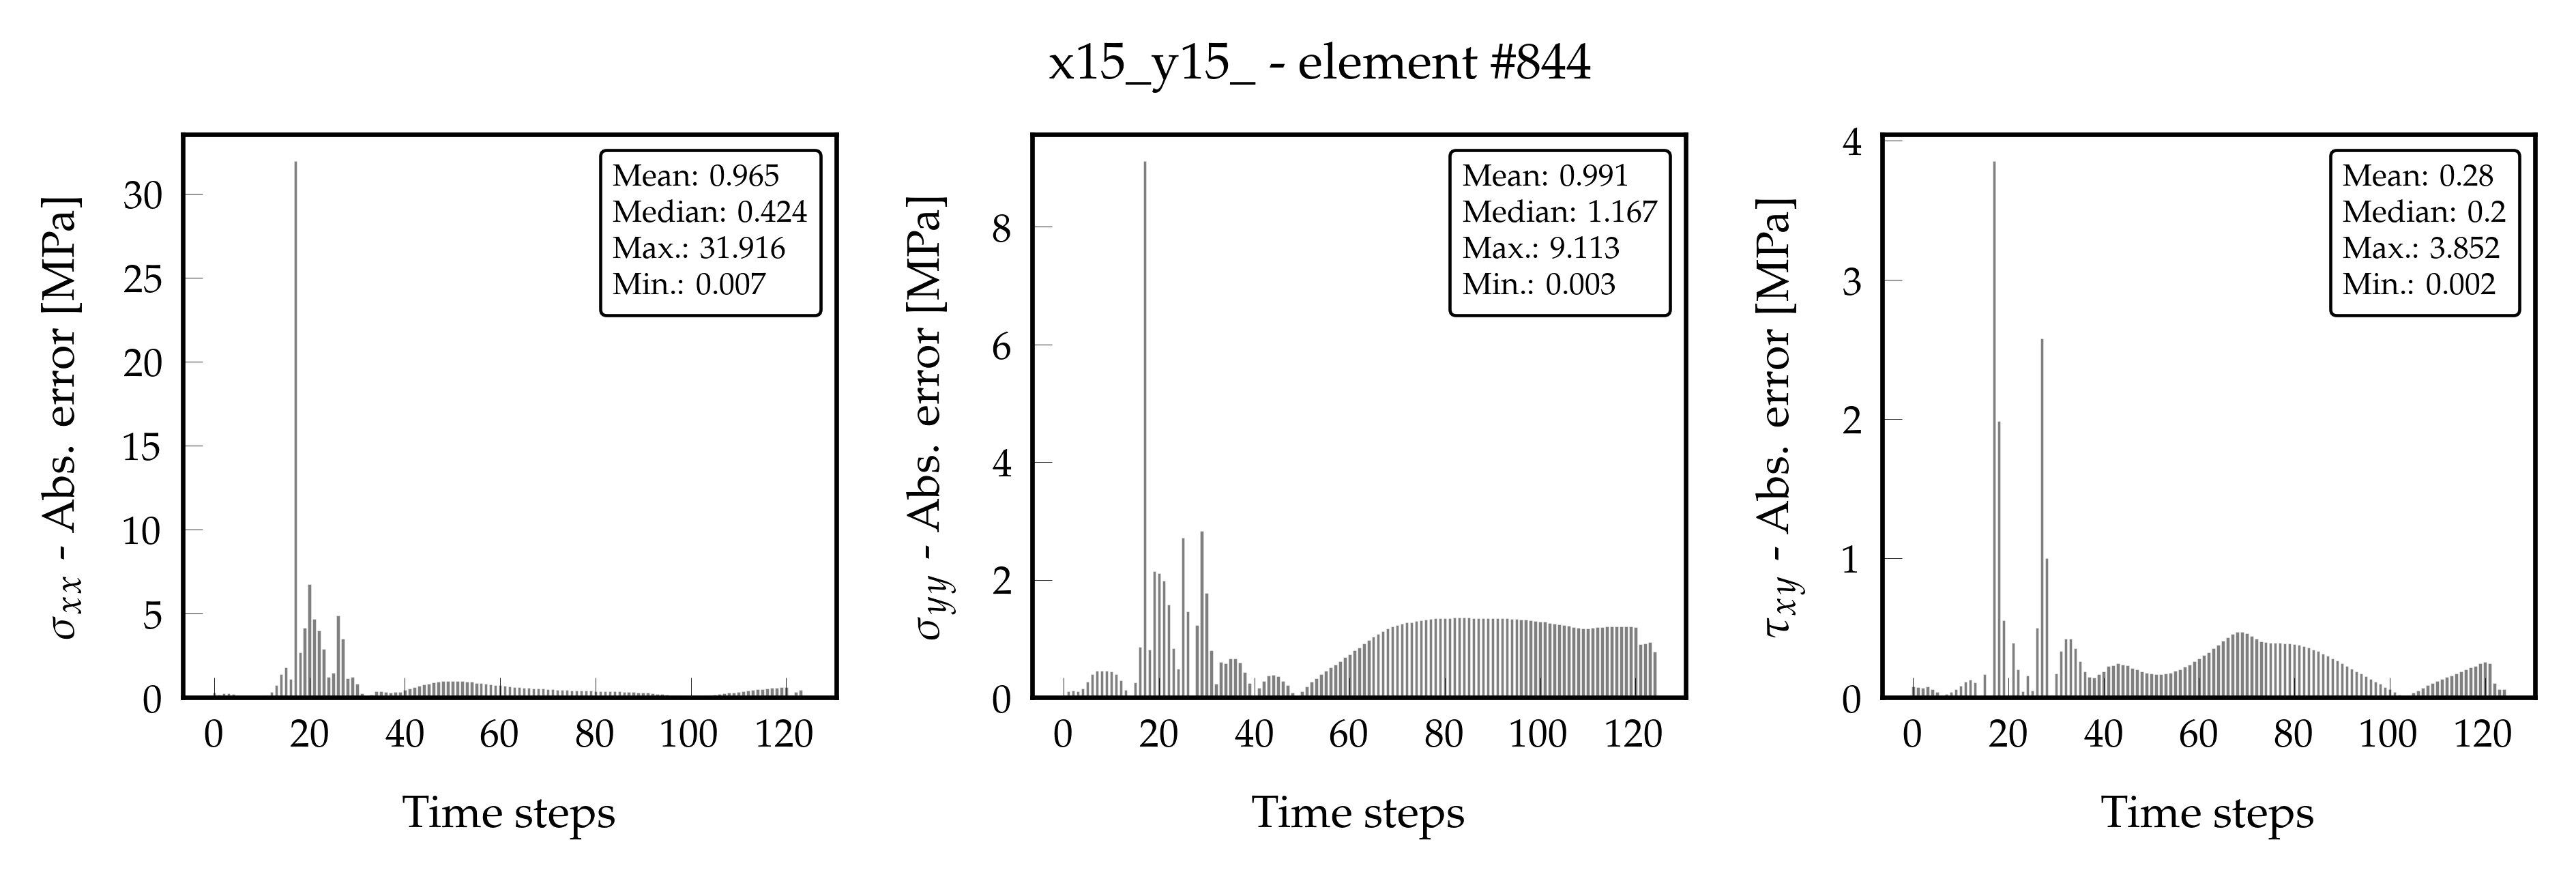 x15_y15_ - element #844
σxx - Abs. error [MPa]
30
25
20
15
10
5
0
0 20 40 60 80 100 120
Time steps
Mean: 0.965
Median: 0.424
Max.: 31.916
Min.: 0.007
σyy - Abs. error [MPa]
8
6
4
2
0
0 20 40 60 80 100 120
Time steps
Mean: 0.991
Median: 1.167
Max.: 9.113
Min.: 0.003
τxy - Abs. error [MPa]
4
3
2
1
0
0 20 40 60 80 100 120
Time steps
Mean: 0.28
Median: 0.2
Max.: 3.852
Min.: 0.002